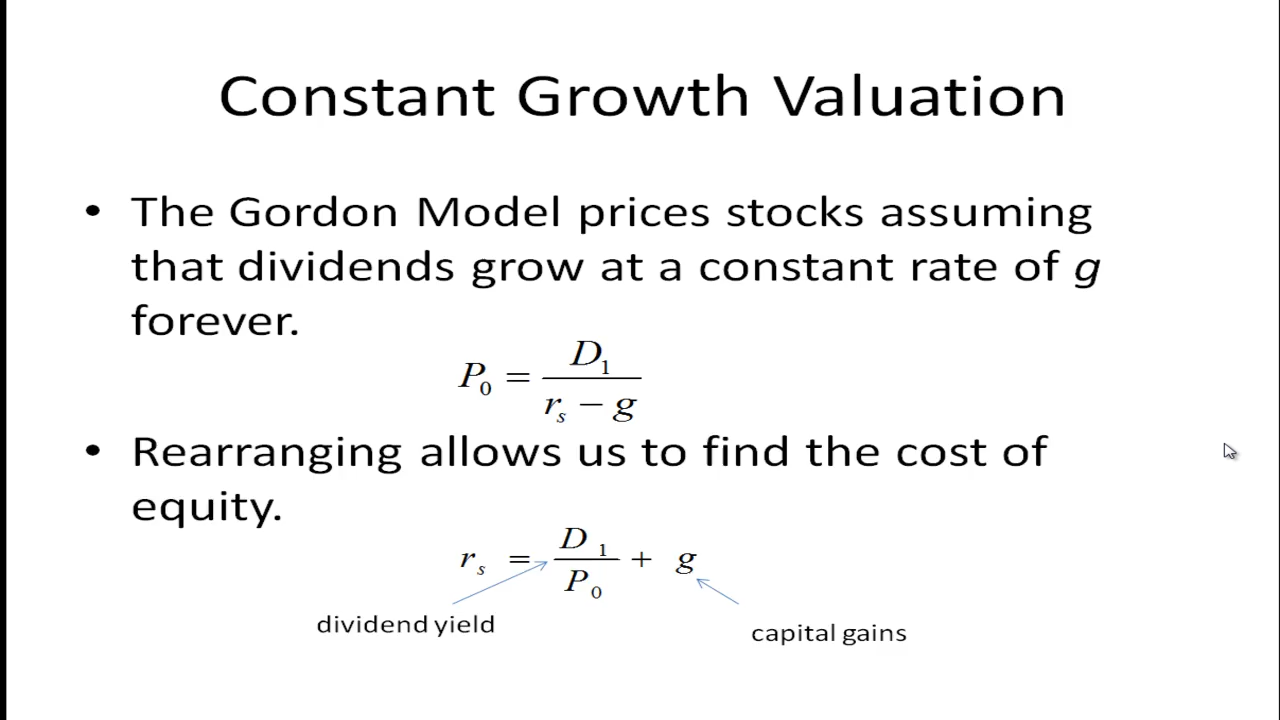 Constant Growth Valuation
• The Gordon Model prices stocks assuming
that dividends grow at a constant rate of g
forever.
P₀ = D₁ / (rₛ − g)
• Rearranging allows us to find the cost of
equity.
rₛ = D₁ / P₀ + g
dividend yield
capital gains